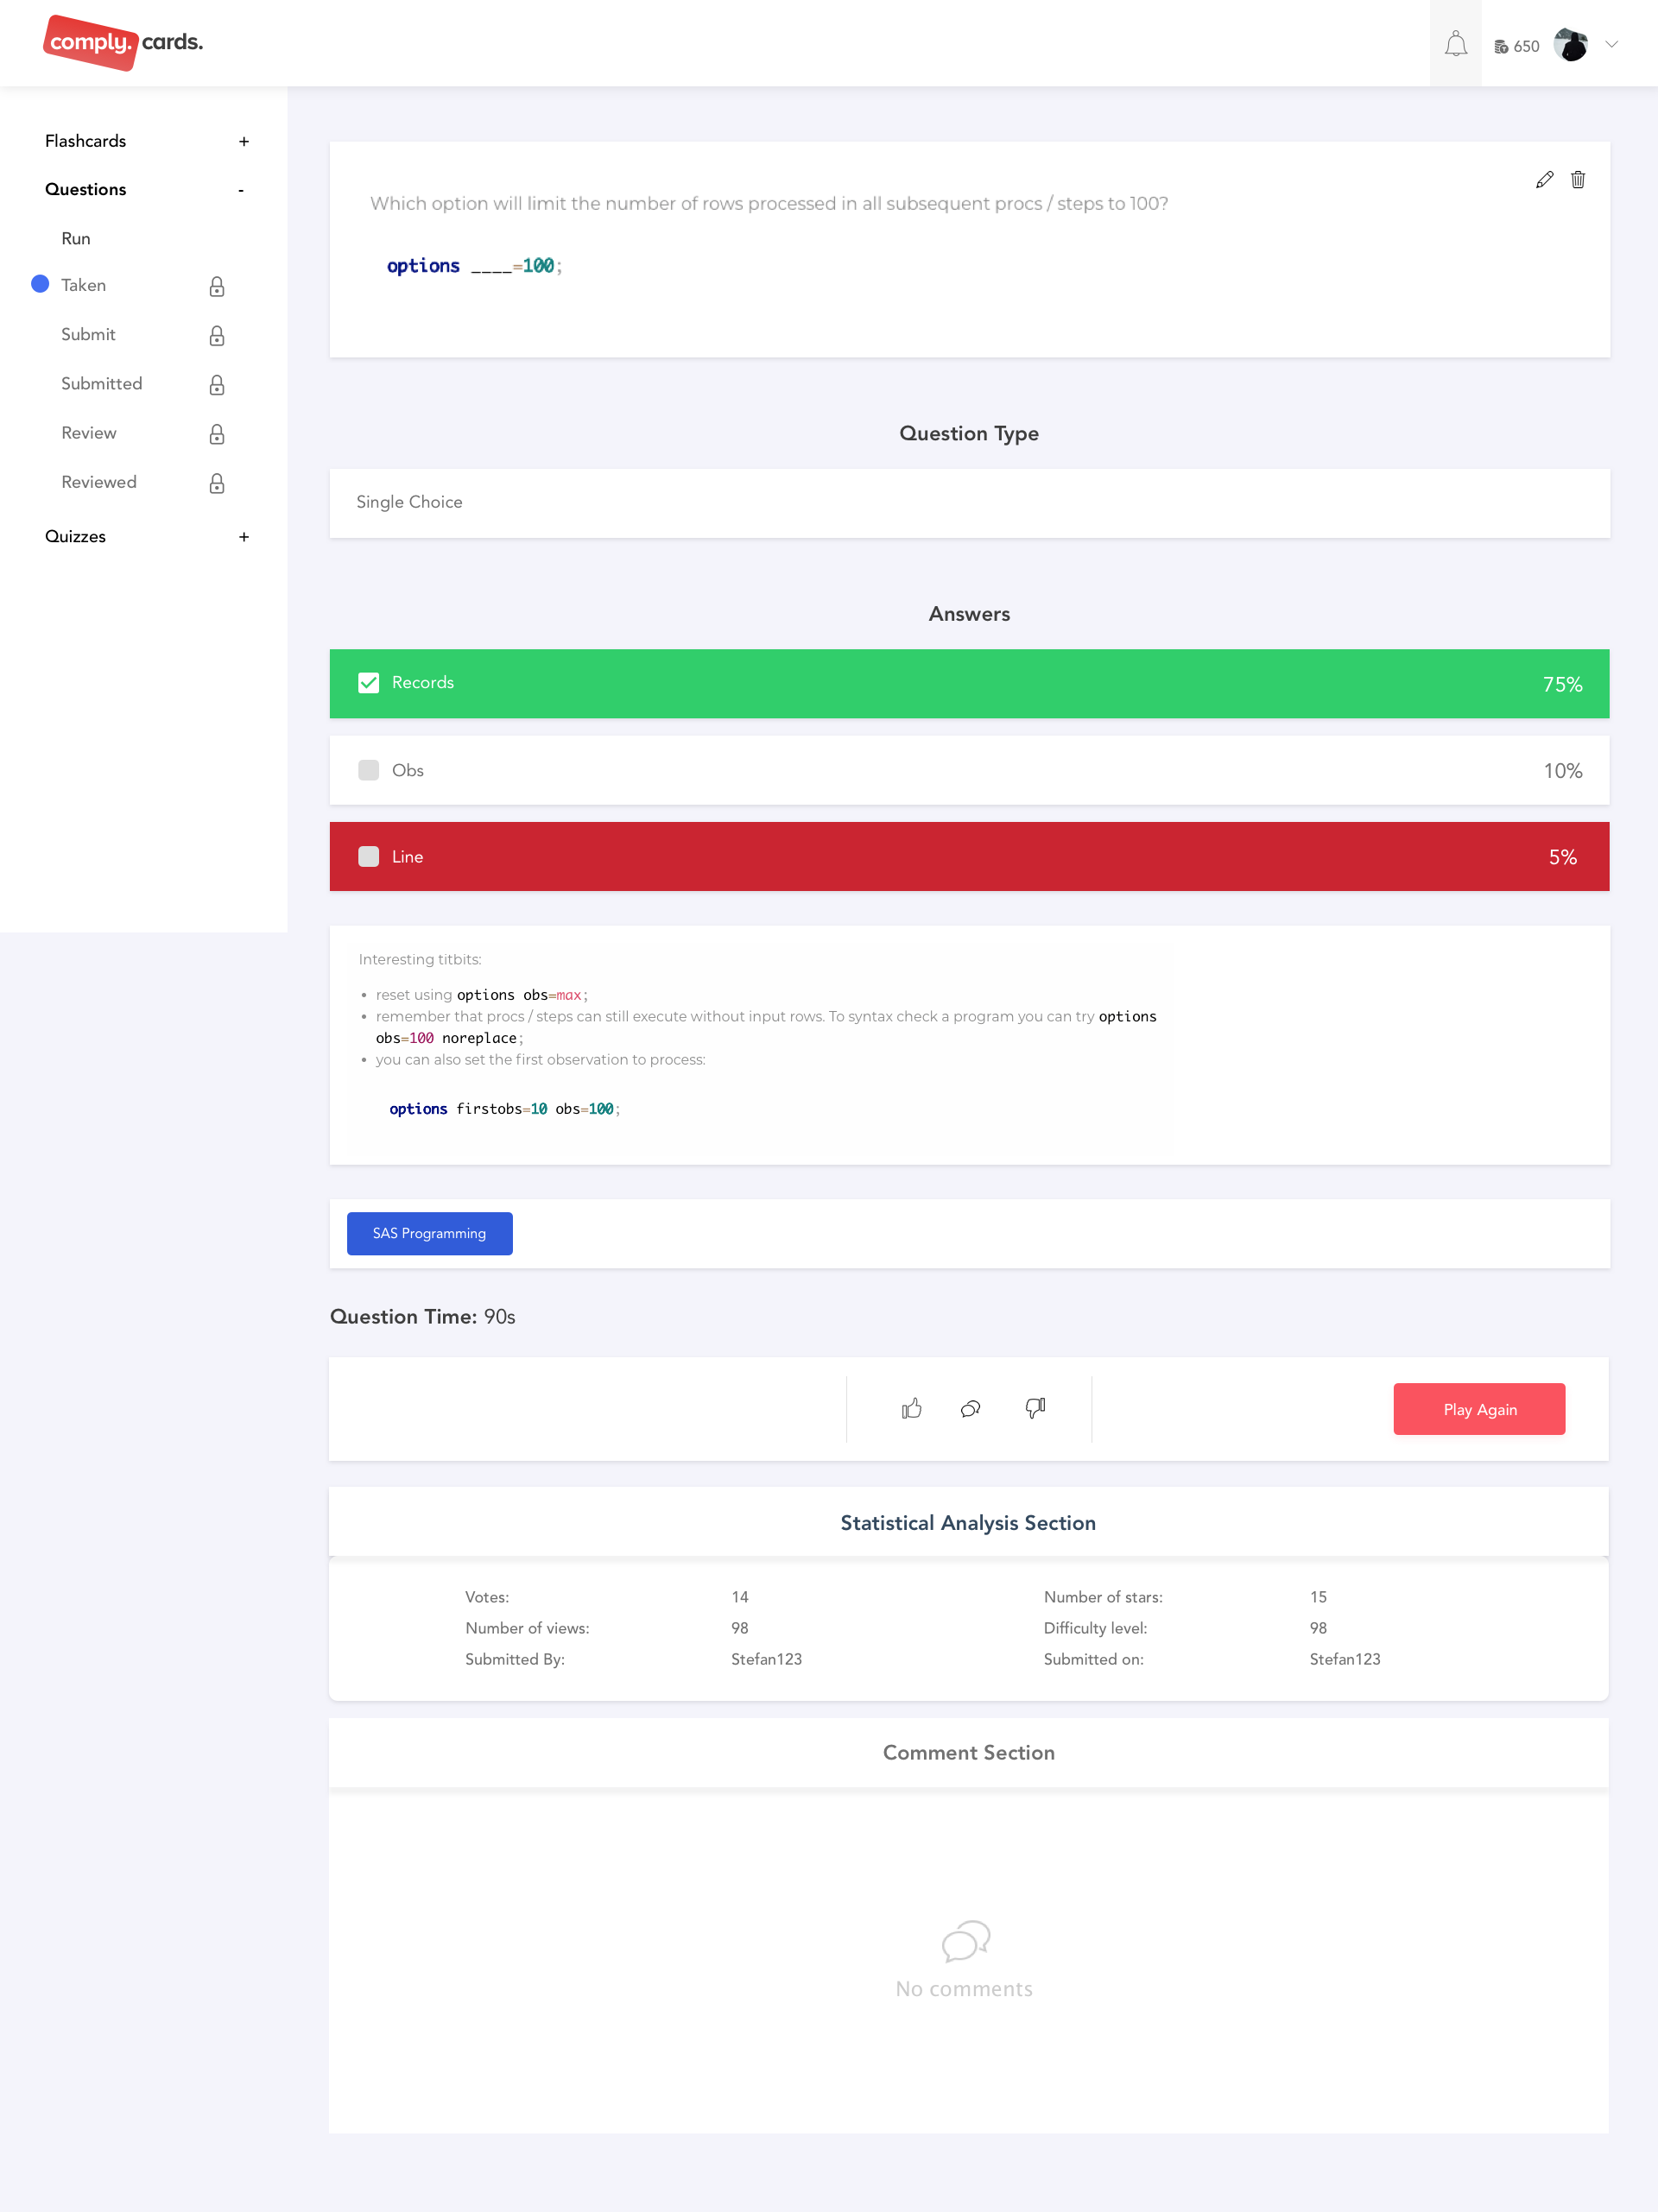 comply. cards.
650
Flashcards +
Questions -
Run
Taken
Submit
Submitted
Review
Reviewed
Quizzes +
Which option will limit the number of rows processed in all subsequent procs / steps to 100?
options ____=100;
Question Type
Single Choice
Answers
Records 75%
Obs 10%
Line 5%
Interesting titbits:
• reset using options obs=max;
• remember that procs / steps can still execute without input rows. To syntax check a program you can try options
obs=100 noreplace;
• you can also set the first observation to process:
options firstobs=10 obs=100;
SAS Programming
Question Time: 90s
Play Again
Statistical Analysis Section
Votes: 14 Number of stars: 15
Number of views: 98 Difficulty level: 98
Submitted By: Stefan123 Submitted on: Stefan123
Comment Section
No comments